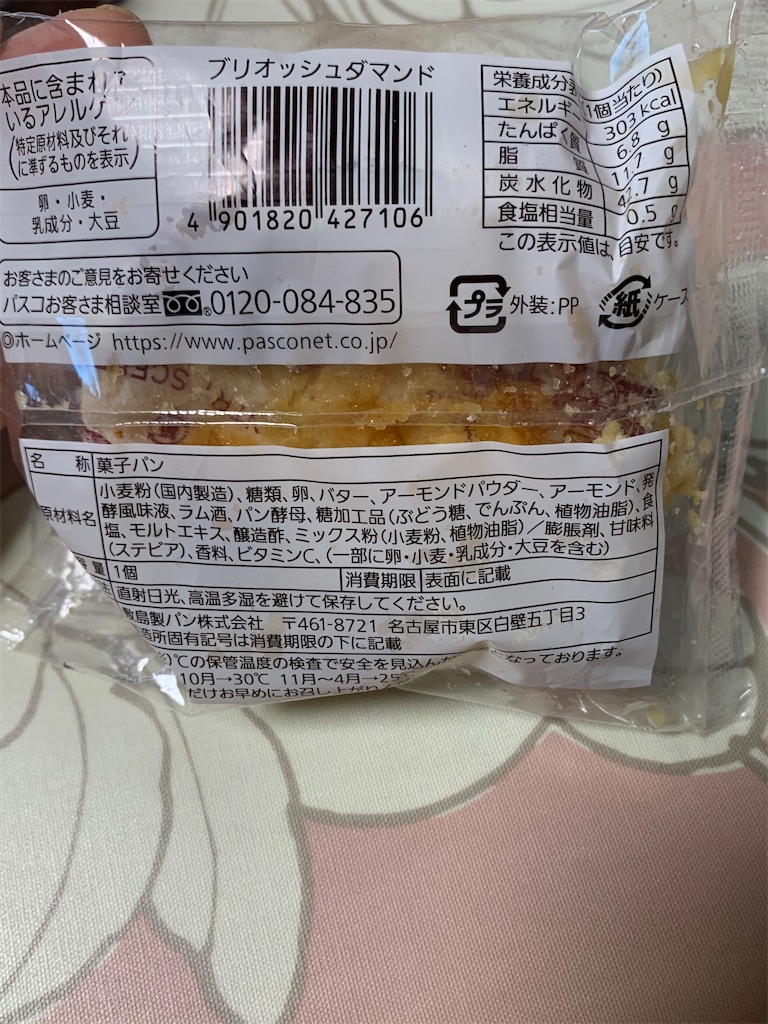 本品に含まれて
いるアレルゲ
(特定原材料及びそれ
に準ずるものを表示)
卵・小麦・
乳成分・大豆
ブリオッシュダマンド
4 901820 427106
栄養成分 (1個当たり)
エネルギ 303 kcal
たんぱく質 6.8 g
脂質 11.7 g
炭水化物 42.7 g
食塩相当量 0.5 g
この表示値は、目安です。
お客さまのご意見をお寄せください
パスコお客さま相談室 0120-084-835
◎ホームページ https://www.pasconet.co.jp/
プラ 外装:PP 紙 ケース
名称 菓子パン
原材料名 小麦粉(国内製造)、糖類、卵、バター、アーモンドパウダー、アーモンド、発
酵風味液、ラム酒、パン酵母、糖加工品(ぶどう糖、でんぷん、植物油脂)、食
塩、モルトエキス、醸造酢、ミックス粉(小麦粉、植物油脂)/膨脹剤、甘味料
(ステビア)、香料、ビタミンC、(一部に卵・小麦・乳成分・大豆を含む)
量 1個 消費期限 表面に記載
直射日光、高温多湿を避けて保存してください。
敷島製パン株式会社 〒461-8721 名古屋市東区白壁五丁目3
造所固有記号は消費期限の下に記載
℃の保管温度の検査で安全を見込ん なっております。
10月→30℃ 11月〜4月→25
だけお早めにお召し上がり